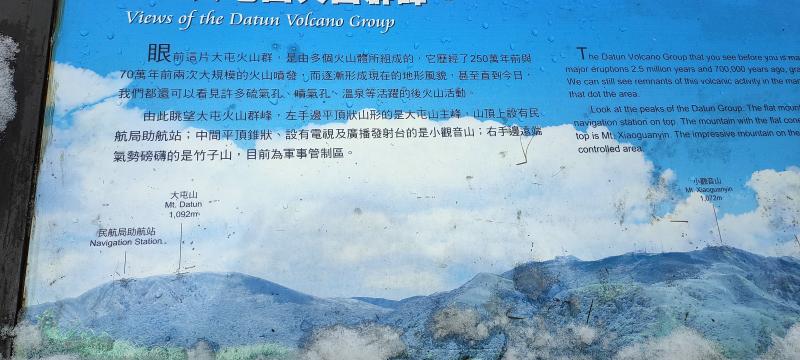 Views of the Datun Volcano Group
眼前這片大屯火山群，是由多個火山體所組成的，它歷經了250萬年前與
70萬年前兩次大規模的火山噴發，而逐漸形成現在的地形風貌，甚至直到今日，
我們都還可以看見許多硫氣孔、噴氣孔、溫泉等活躍的後火山活動。
由此眺望大屯火山群峰，左手邊平頂狀山形的是大屯山主峰，山頂上設有民
航局助航站；中間平頂錐狀、設有電視及廣播發射台的是小觀音山；右手邊遠端
氣勢磅礡的是竹子山，目前為軍事管制區。
The Datun Volcano Group that you see before you is ma
major eruptions 2.5 million years and 700,000 years ago, gra
We can still see remnants of this volcanic activity in the man
that dot the area.
Look at the peaks of the Datun Group. The flat mount
navigation station on top. The mountain with the flat conc
top is Mt. Xiaoguanyin. The impressive mountain on the
controlled area.
大屯山
Mt. Datun
1,092m
民航局助航站
Navigation Station
小觀音山
Mt. Xiaoguanyin
1,072m